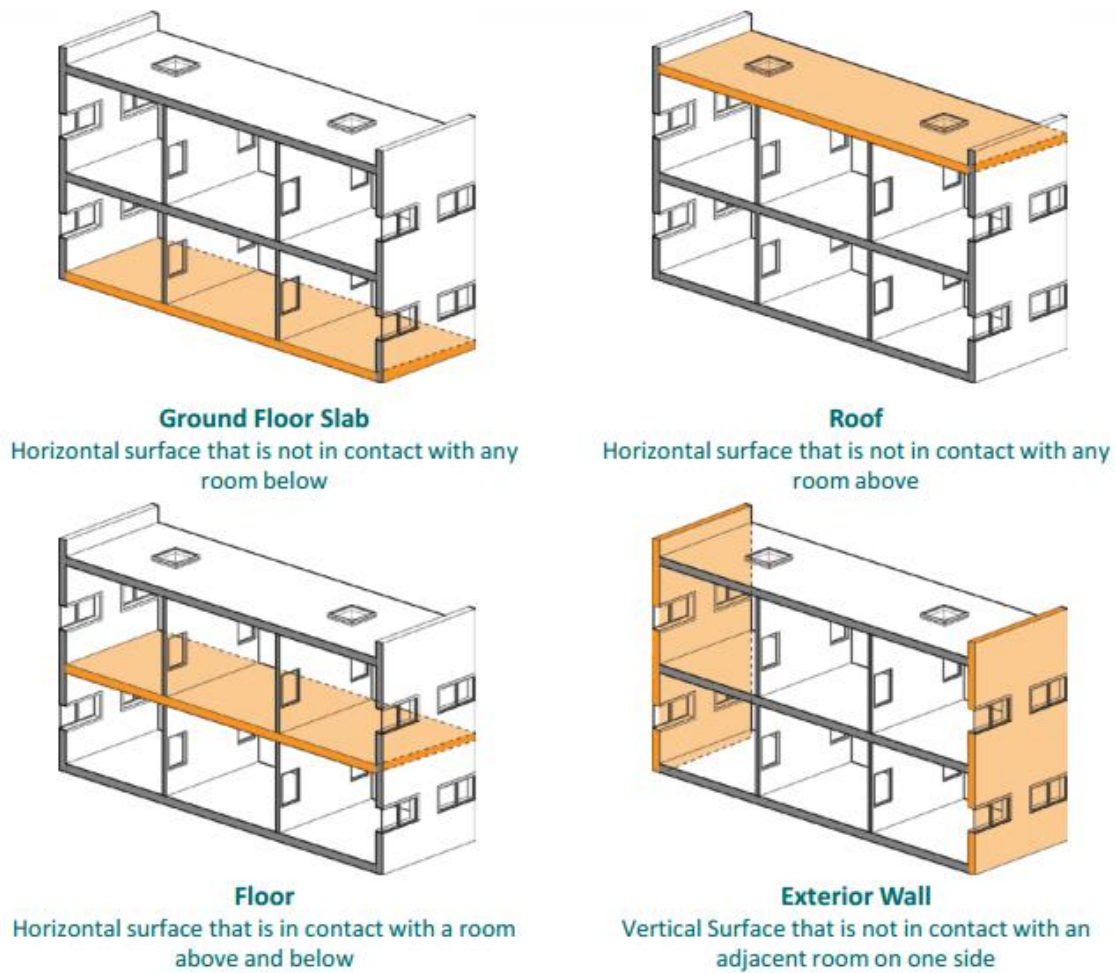 Ground Floor Slab
Horizontal surface that is not in contact with any
room below
Roof
Horizontal surface that is not in contact with any
room above
Floor
Horizontal surface that is in contact with a room
above and below
Exterior Wall
Vertical Surface that is not in contact with an
adjacent room on one side